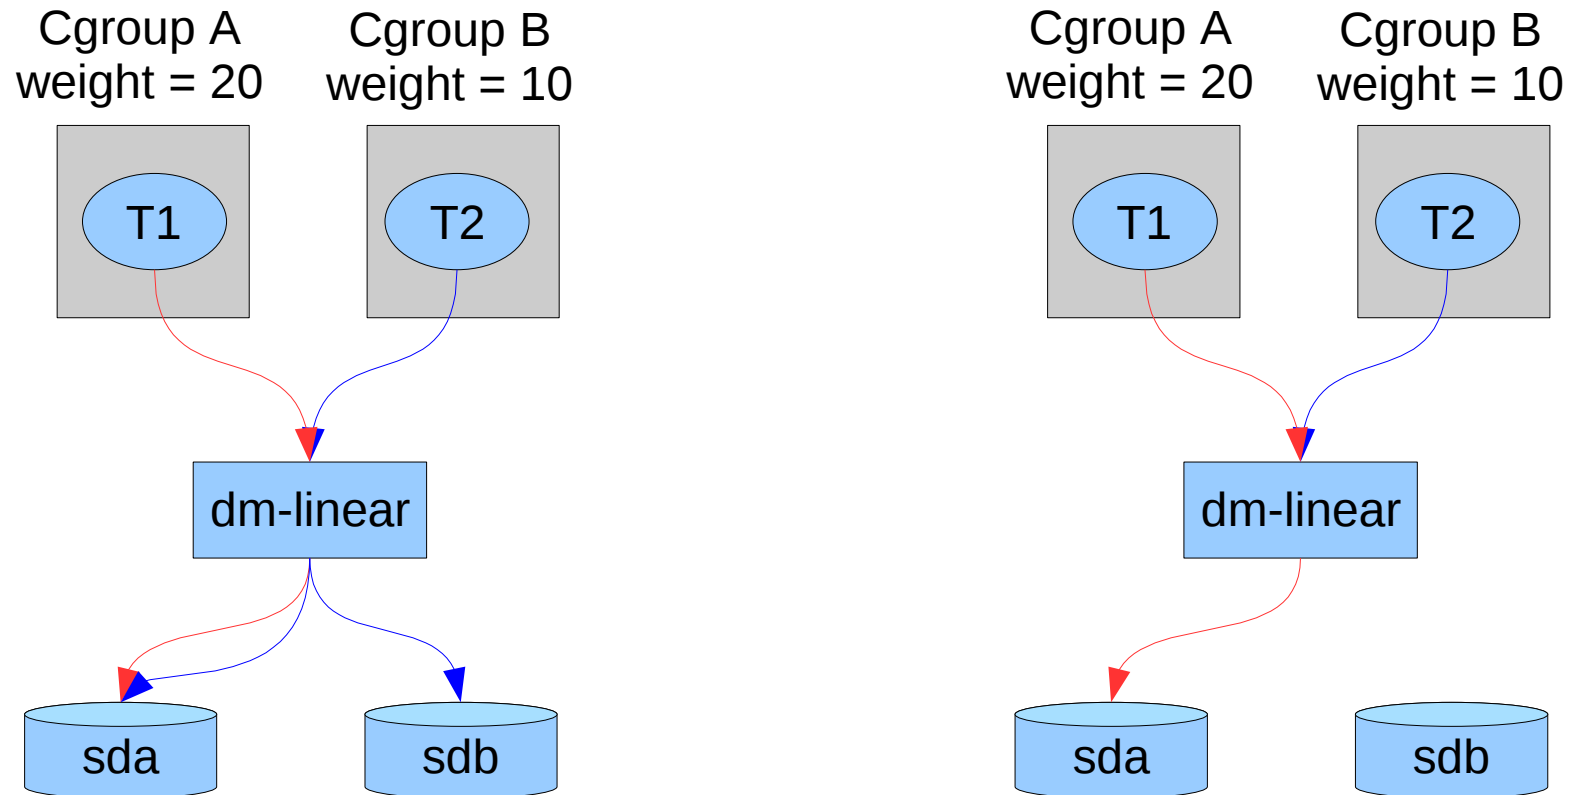 Cgroup A
weight = 20
Cgroup B
weight = 10
T1
T2
dm-linear
sda
sdb
Cgroup A
weight = 20
Cgroup B
weight = 10
T1
T2
dm-linear
sda
sdb